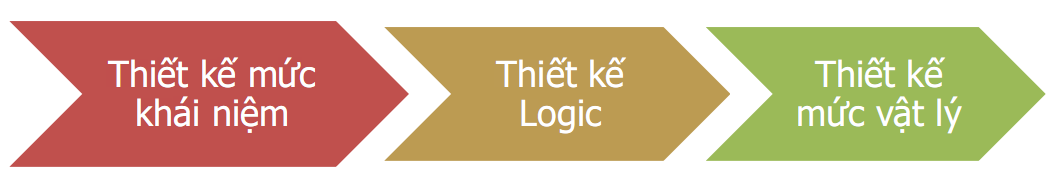 Thiết kế mức
khái niệm
Thiết kế
Logic
Thiết kế
mức vật lý